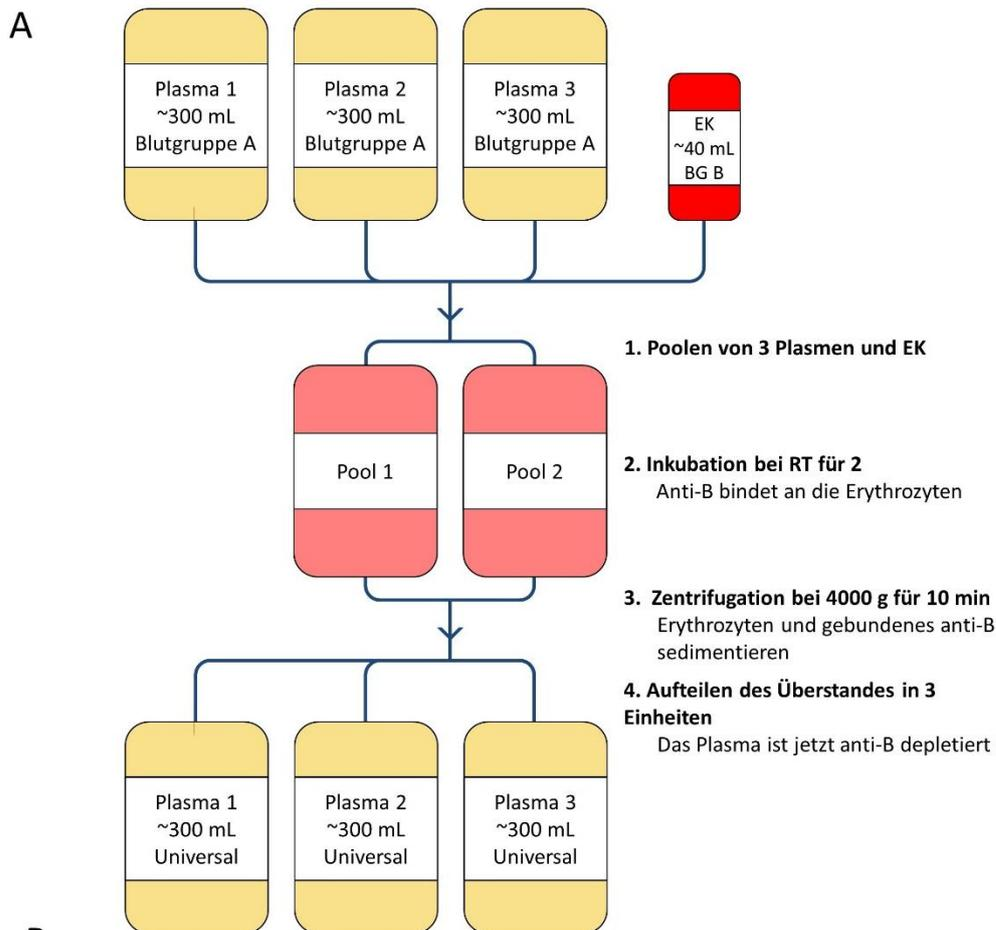 A
Plasma 1
~300 mL
Blutgruppe A
Plasma 2
~300 mL
Blutgruppe A
Plasma 3
~300 mL
Blutgruppe A
EK
~40 mL
BG B
1. Poolen von 3 Plasmen und EK
Pool 1
Pool 2
2. Inkubation bei RT für 2
Anti-B bindet an die Erythrozyten
3. Zentrifugation bei 4000 g für 10 min
Erythrozyten und gebundenes anti-B
sedimentieren
4. Aufteilen des Überstandes in 3
Einheiten
Das Plasma ist jetzt anti-B depletiert
Plasma 1
~300 mL
Universal
Plasma 2
~300 mL
Universal
Plasma 3
~300 mL
Universal